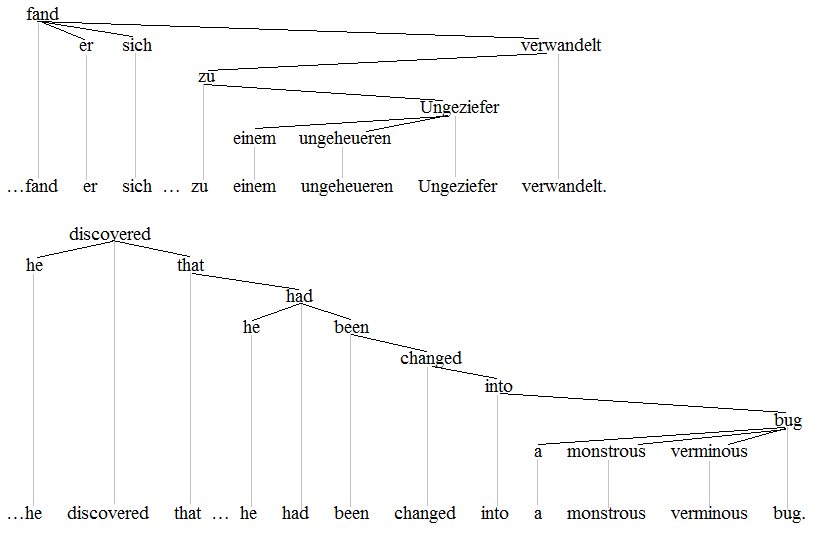 fand
er sich verwandelt
zu
Ungeziefer
einem ungeheueren
…fand er sich … zu einem ungeheueren Ungeziefer verwandelt.
discovered
he that
had
he been
changed
into
bug
a monstrous verminous
…he discovered that … he had been changed into a monstrous verminous bug.